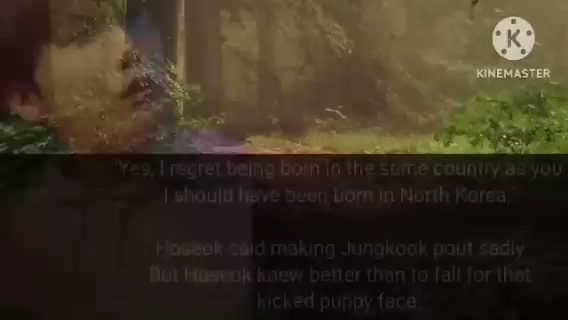 KINEMASTER
"Yes, I regret being born in the same country as you
I should have been born in North Korea."
Hoseok said making Jungkook pout sadly
But Hoseok knew better than to fall for that
kicked puppy face.